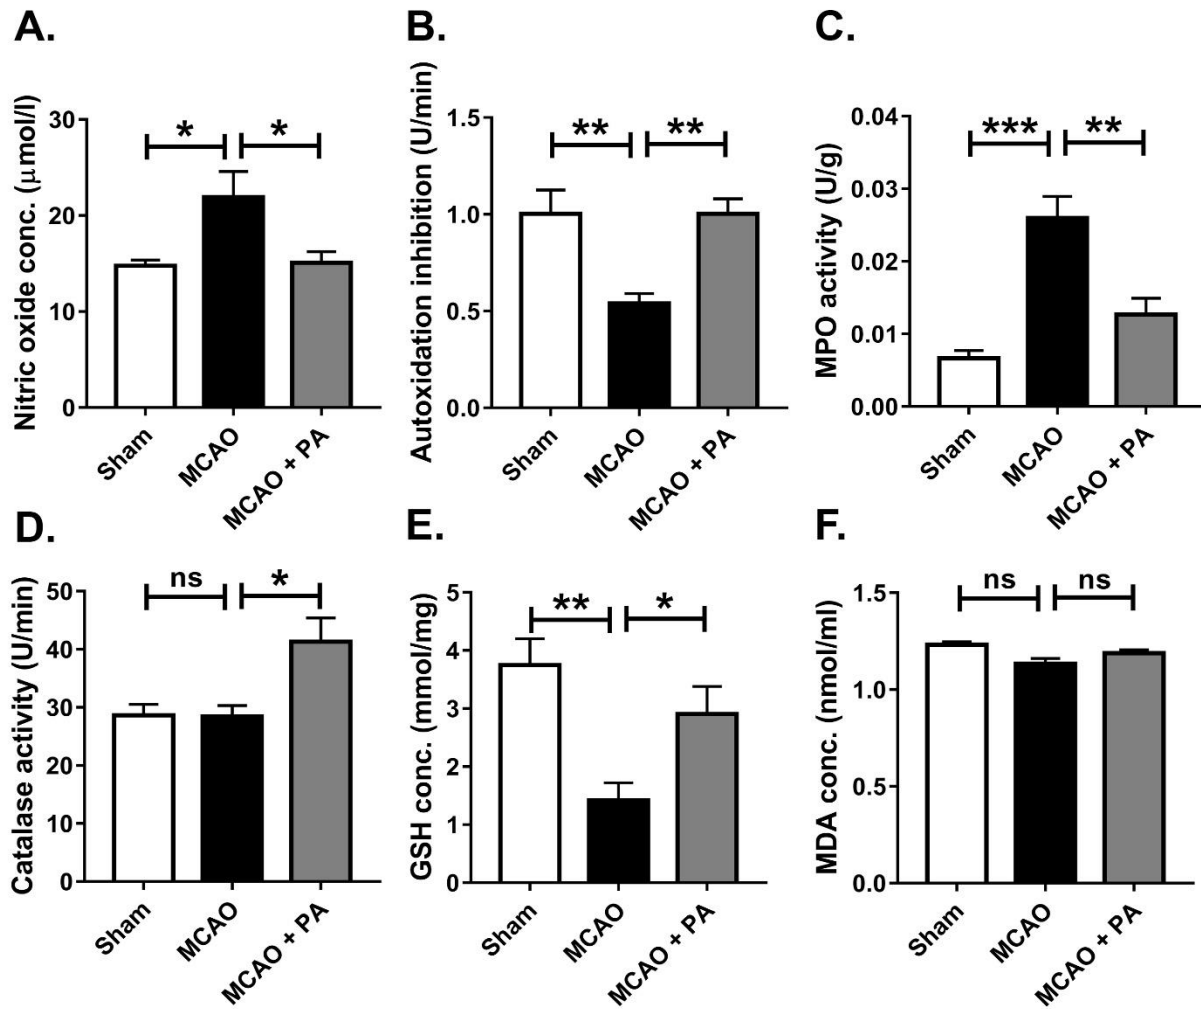 A.
Nitric oxide conc. (μmol/l)
30
20
10
0
*
*
Sham
MCAO
MCAO + PA
B.
Autoxidation inhibition (U/min)
1.5
1.0
0.5
0.0
**
**
Sham
MCAO
MCAO + PA
C.
MPO activity (U/g)
0.04
0.03
0.02
0.01
0.00
***
**
Sham
MCAO
MCAO + PA
D.
Catalase activity (U/min)
50
40
30
20
10
0
ns
*
Sham
MCAO
MCAO + PA
E.
GSH conc. (mmol/mg)
5
4
3
2
1
0
**
*
Sham
MCAO
MCAO + PA
F.
MDA conc. (nmol/ml)
1.5
1.0
0.5
0.0
ns
ns
Sham
MCAO
MCAO + PA